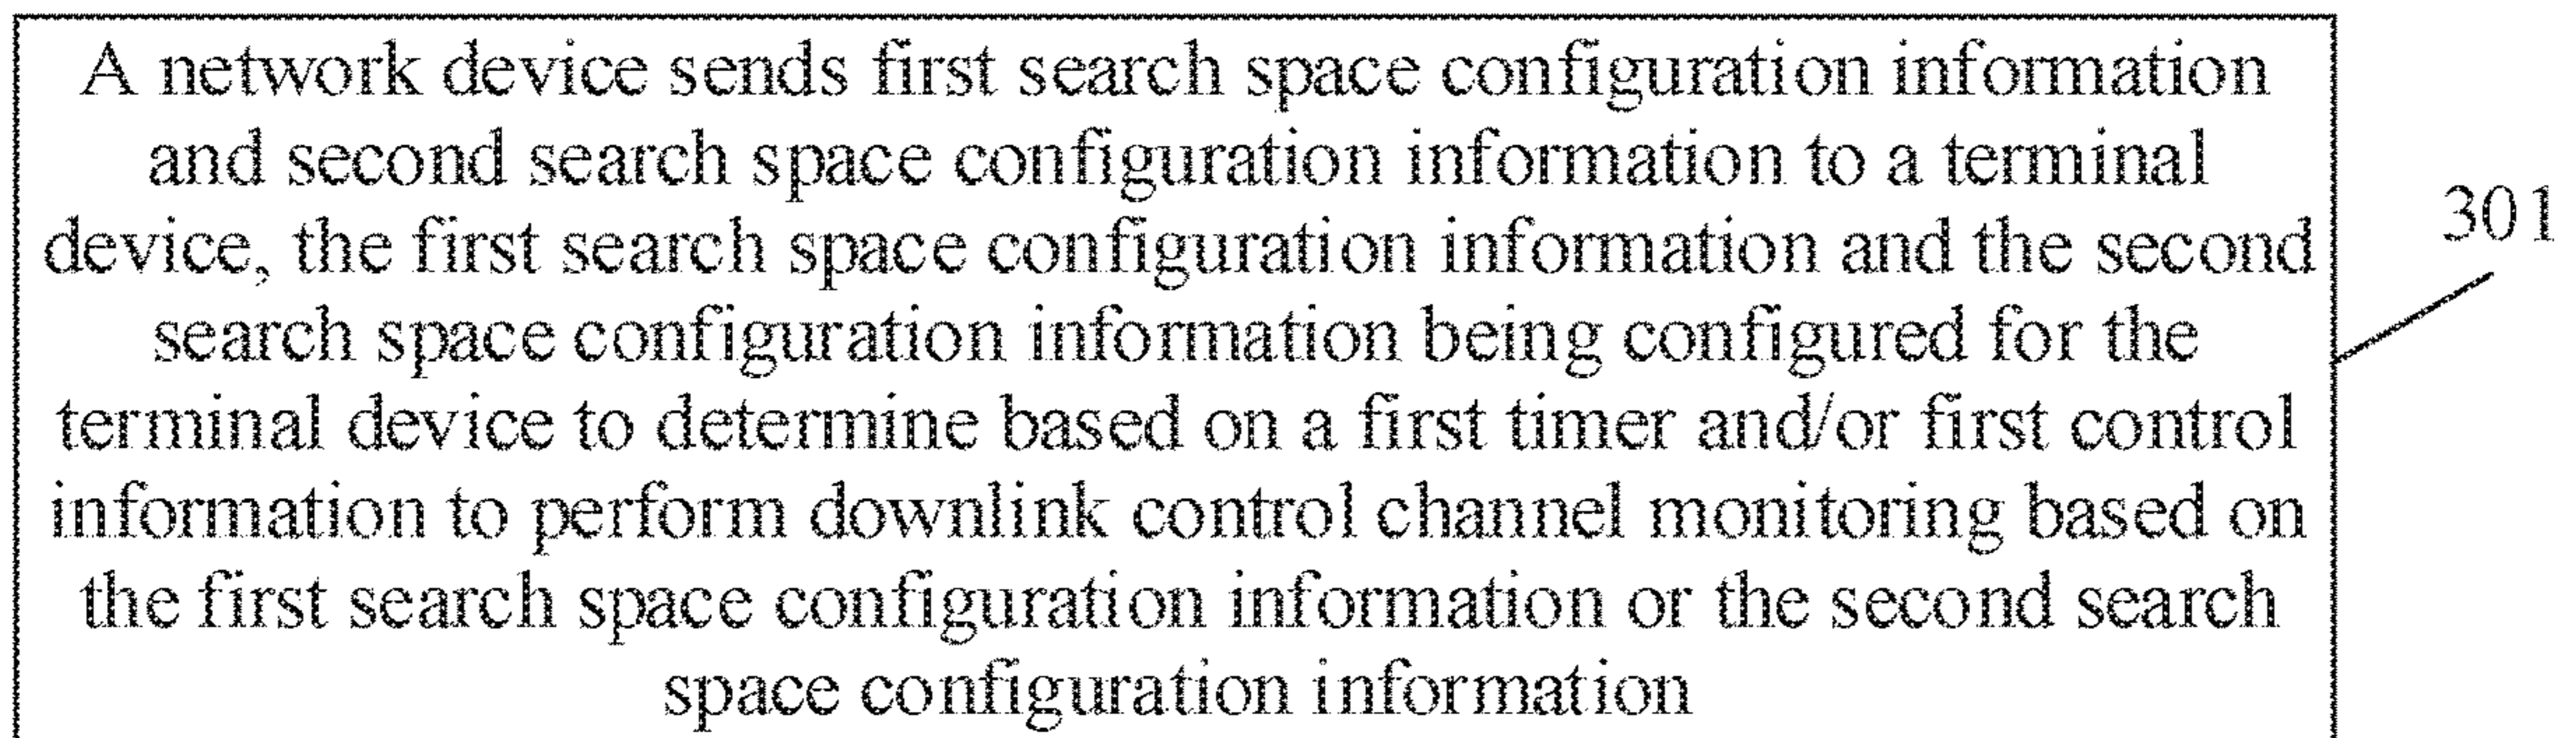 A network device sends first search space configuration information
and second search space configuration information to a terminal
device, the first search space configuration information and the second
search space configuration information being configured for the
terminal device to determine based on a first timer and/or first control
information to perform downlink control channel monitoring based on
the first search space configuration information or the second search
space configuration information
301